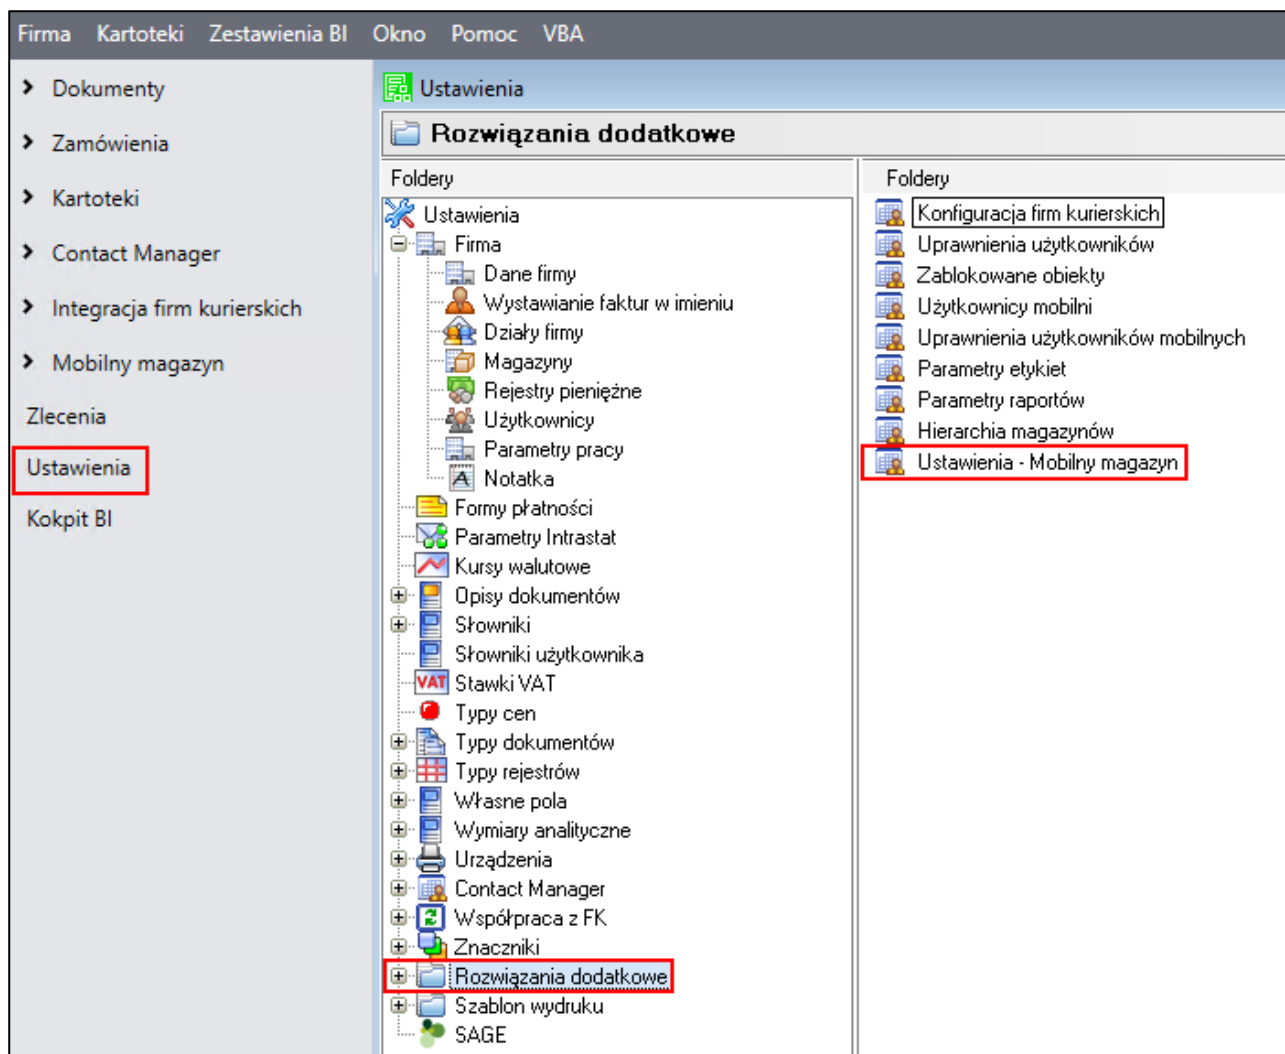 Firma Kartoteki Zestawienia BI Okno Pomoc VBA
Dokumenty
Zamówienia
Kartoteki
Contact Manager
Integracja firm kurierskich
Mobilny magazyn
Zlecenia
Ustawienia
Kokpit BI
Ustawienia
Rozwiązania dodatkowe
Foldery
Ustawienia
Firma
Dane firmy
Wystawianie faktur w imieniu
Działy firmy
Magazyny
Rejestry pieniężne
Użytkownicy
Parametry pracy
Notatka
Formy płatności
Parametry Intrastat
Kursy walutowe
Opisy dokumentów
Słowniki
Słowniki użytkownika
VAT Stawki VAT
Typy cen
Typy dokumentów
Typy rejestrów
Własne pola
Wymiary analityczne
Urządzenia
Contact Manager
Współpraca z FK
Znaczniki
Rozwiązania dodatkowe
Szablon wydruku
SAGE
Foldery
Konfiguracja firm kurierskich
Uprawnienia użytkowników
Zablokowane obiekty
Użytkownicy mobilni
Uprawnienia użytkowników mobilnych
Parametry etykiet
Parametry raportów
Hierarchia magazynów
Ustawienia - Mobilny magazyn